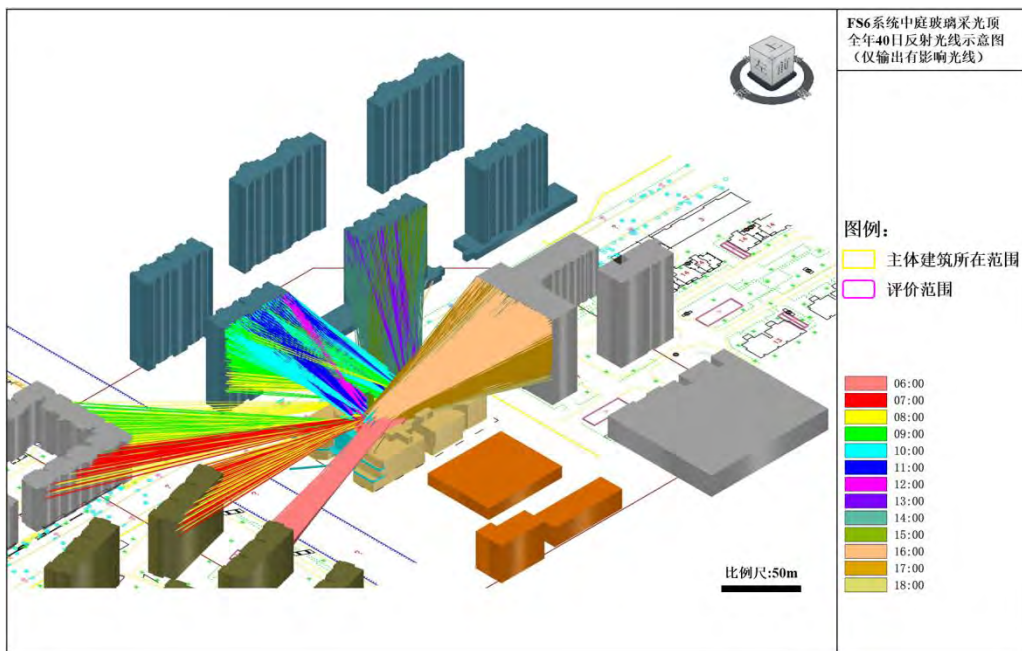 FS6系统中庭玻璃采光顶
全年40日反射光线示意图
（仅输出有影响光线）
上
左
前
图例：
主体建筑所在范围
评价范围
06:00
07:00
08:00
09:00
10:00
11:00
12:00
13:00
14:00
15:00
16:00
17:00
18:00
比例尺:50m